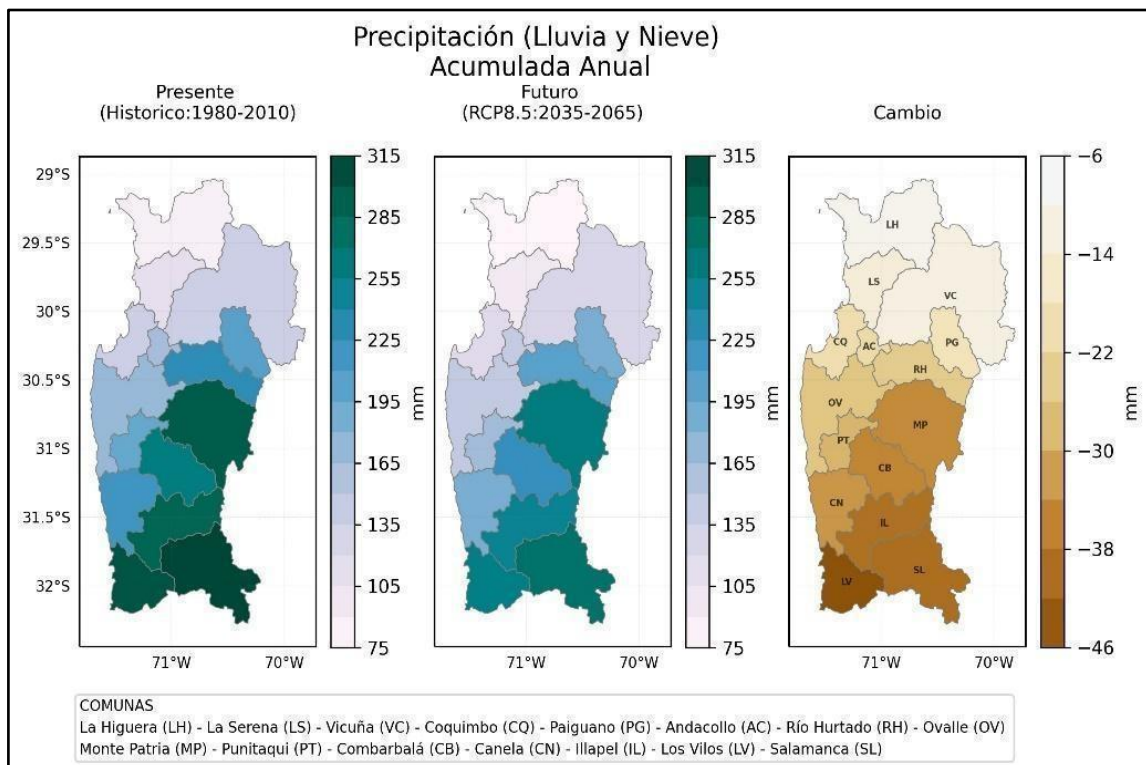 Precipitación (Lluvia y Nieve)
Acumulada Anual
Presente
(Historico:1980-2010)
Futuro
(RCP8.5:2035-2065)
Cambio
29°S
29.5°S
30°S
30.5°S
31°S
31.5°S
32°S
71°W
70°W
315
285
255
225
195
165
135
105
75
mm
71°W
70°W
315
285
255
225
195
165
135
105
75
mm
LH
LS
VC
CQ
AC
PG
RH
OV
MP
PT
CB
CN
IL
LV
SL
71°W
70°W
−6
−14
−22
−30
−38
−46
mm
COMUNAS
La Higuera (LH) - La Serena (LS) - Vicuña (VC) - Coquimbo (CQ) - Paiguano (PG) - Andacollo (AC) - Río Hurtado (RH) - Ovalle (OV)
Monte Patria (MP) - Punitaqui (PT) - Combarbalá (CB) - Canela (CN) - Illapel (IL) - Los Vilos (LV) - Salamanca (SL)